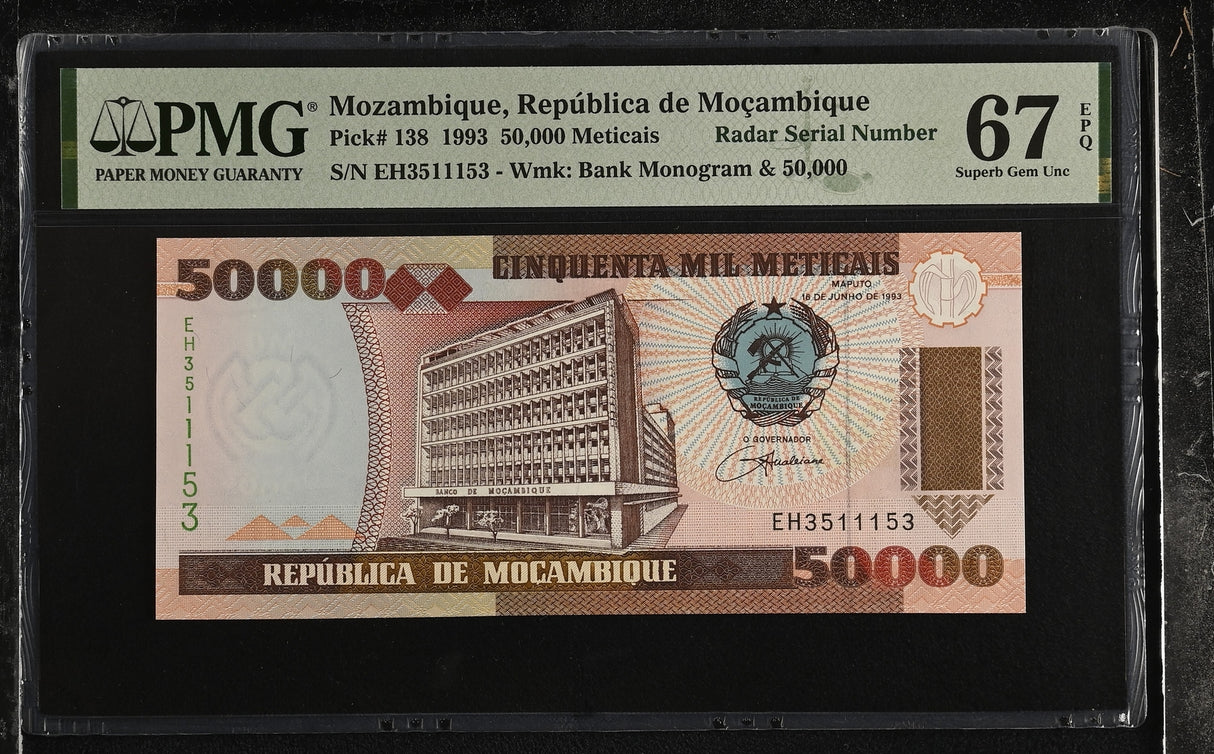 PMG®
PAPER MONEY GUARANTY
Mozambique, República de Moçambique
Pick# 138 1993 50,000 Meticais Radar Serial Number
S/N EH3511153 - Wmk: Bank Monogram & 50,000
67
EPQ
Superb Gem Unc
50000
CINQUENTA MIL METICAIS
MAPUTO
16 DE JUNHO DE 1993
EH3511153
REPÚBLICA DE
MOÇAMBIQUE
O GOVERNADOR
BANCO DE MOÇAMBIQUE
EH3511153
REPÚBLICA DE MOÇAMBIQUE
50000